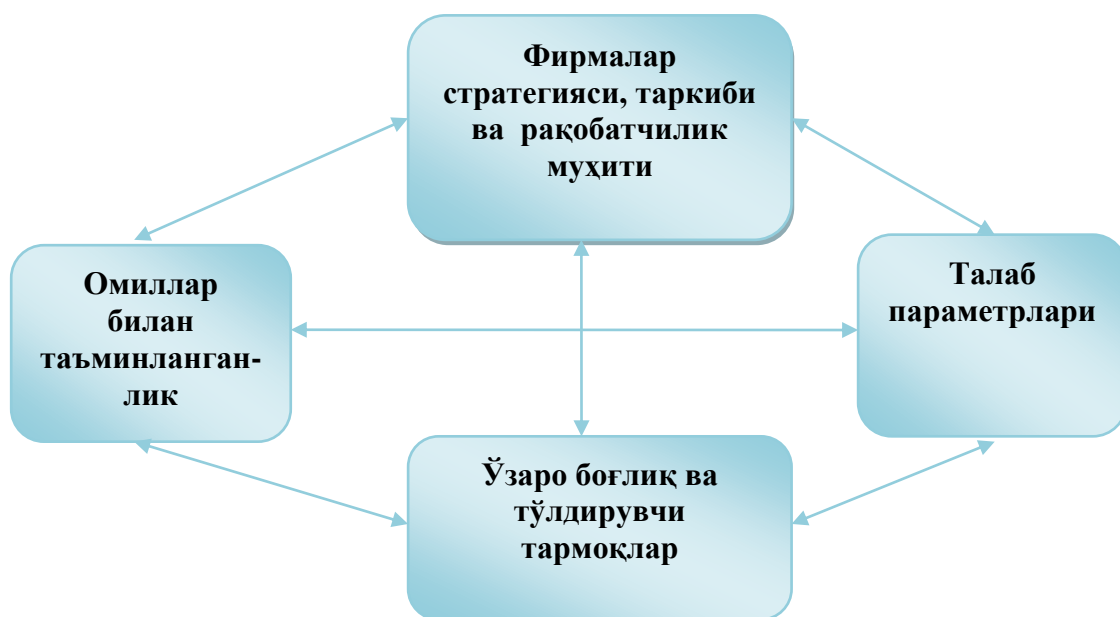 Фирмалар
стратегияси, таркиби
ва рақобатчилик
муҳити
Омиллар
билан
таъминланган-
лик
Талаб
параметрлари
Ўзаро боғлиқ ва
тўлдирувчи
тармоқлар